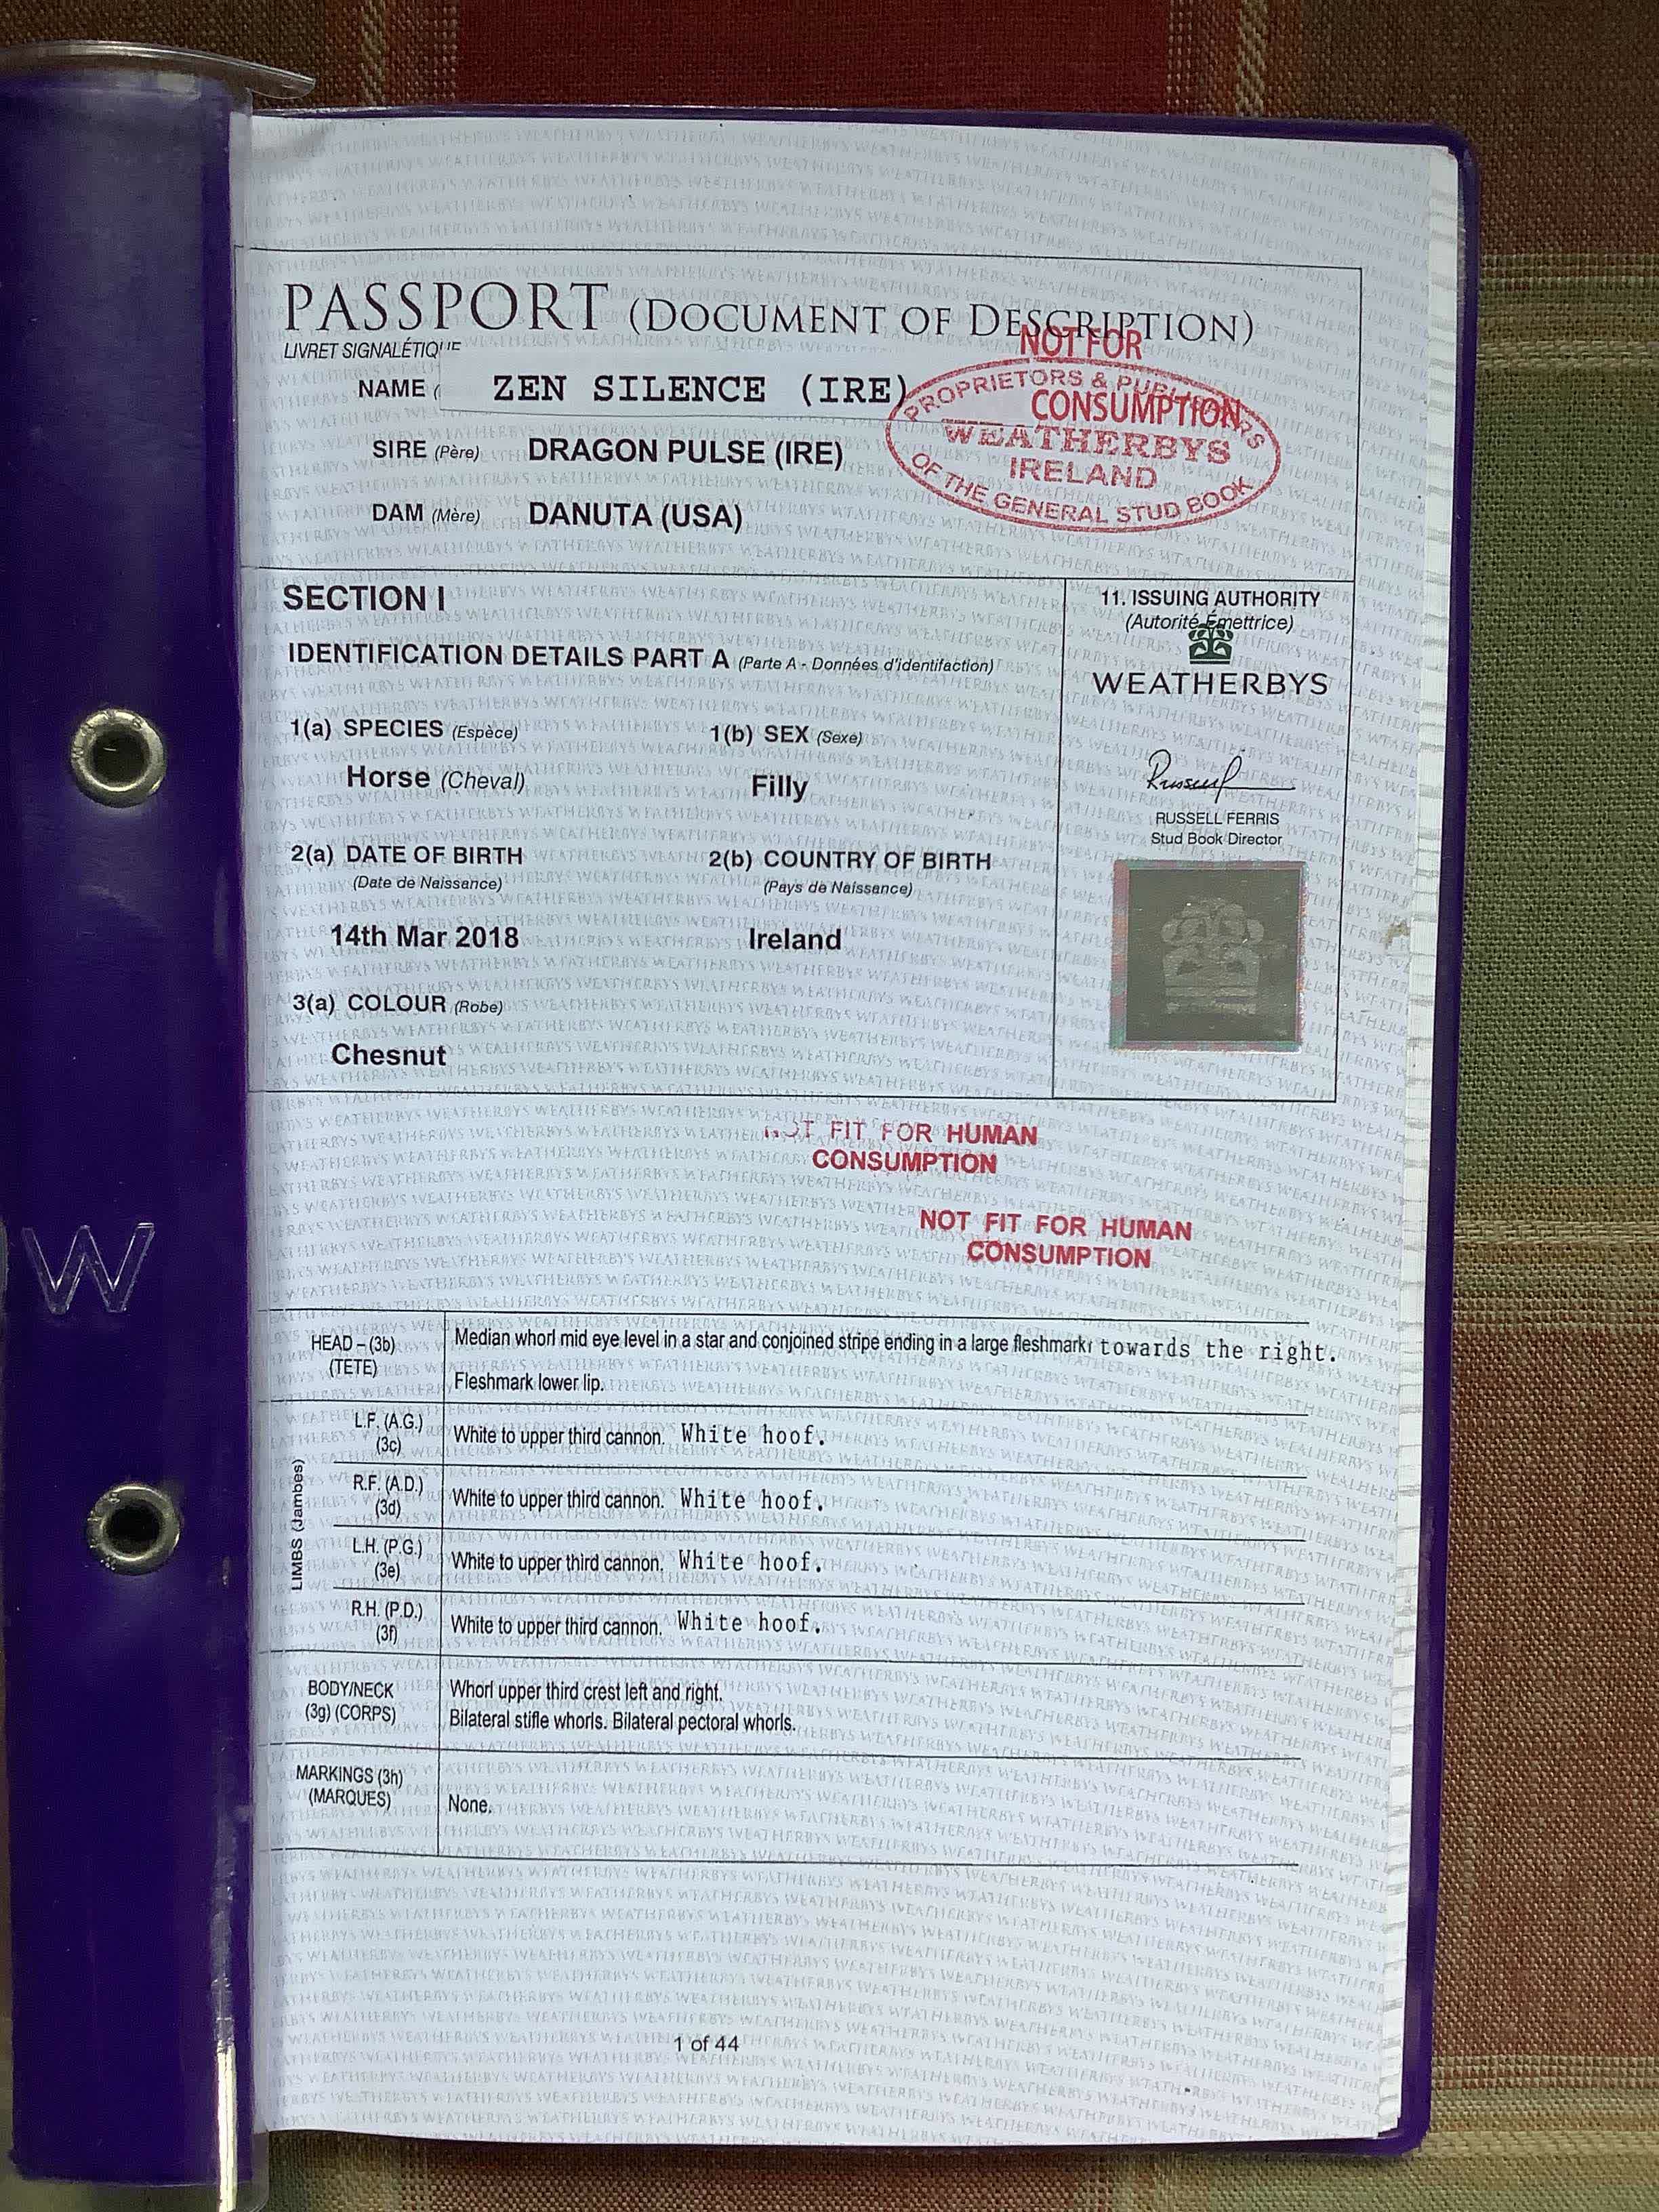 PASSPORT (DOCUMENT OF DESCRIPTION)
LIVRET SIGNALÉTIQUE
NOT FOR
NAME ( ZEN SILENCE (IRE)
PROPRIETORS & PUBLISHERS
CONSUMPTION
WEATHERBYS
IRELAND
OF THE GENERAL STUD BOOK
SIRE (Père) DRAGON PULSE (IRE)
DAM (Mère) DANUTA (USA)
SECTION I
IDENTIFICATION DETAILS PART A (Parte A - Données d'identifaction)
11. ISSUING AUTHORITY
(Autorité Émettrice)
WEATHERBYS
RUSSELL FERRIS
Stud Book Director
1(a) SPECIES (Espèce) 1(b) SEX (Sexe)
Horse (Cheval) Filly
2(a) DATE OF BIRTH 2(b) COUNTRY OF BIRTH
(Date de Naissance) (Pays de Naissance)
14th Mar 2018 Ireland
3(a) COLOUR (Robe)
Chesnut
NOT FIT FOR HUMAN
CONSUMPTION
NOT FIT FOR HUMAN
CONSUMPTION
W
HEAD – (3b) Median whorl mid eye level in a star and conjoined stripe ending in a large fleshmark towards the right.
(TETE) Fleshmark lower lip.
LIMBS (Jambes)
L.F. (A.G.)
(3c) White to upper third cannon. White hoof.
R.F. (A.D.)
(3d) White to upper third cannon. White hoof.
L.H. (P.G.)
(3e) White to upper third cannon. White hoof.
R.H. (P.D.)
(3f) White to upper third cannon. White hoof.
BODY/NECK Whorl upper third crest left and right.
(3g) (CORPS) Bilateral stifle whorls. Bilateral pectoral whorls.
MARKINGS (3h)
(MARQUES) None.
1 of 44